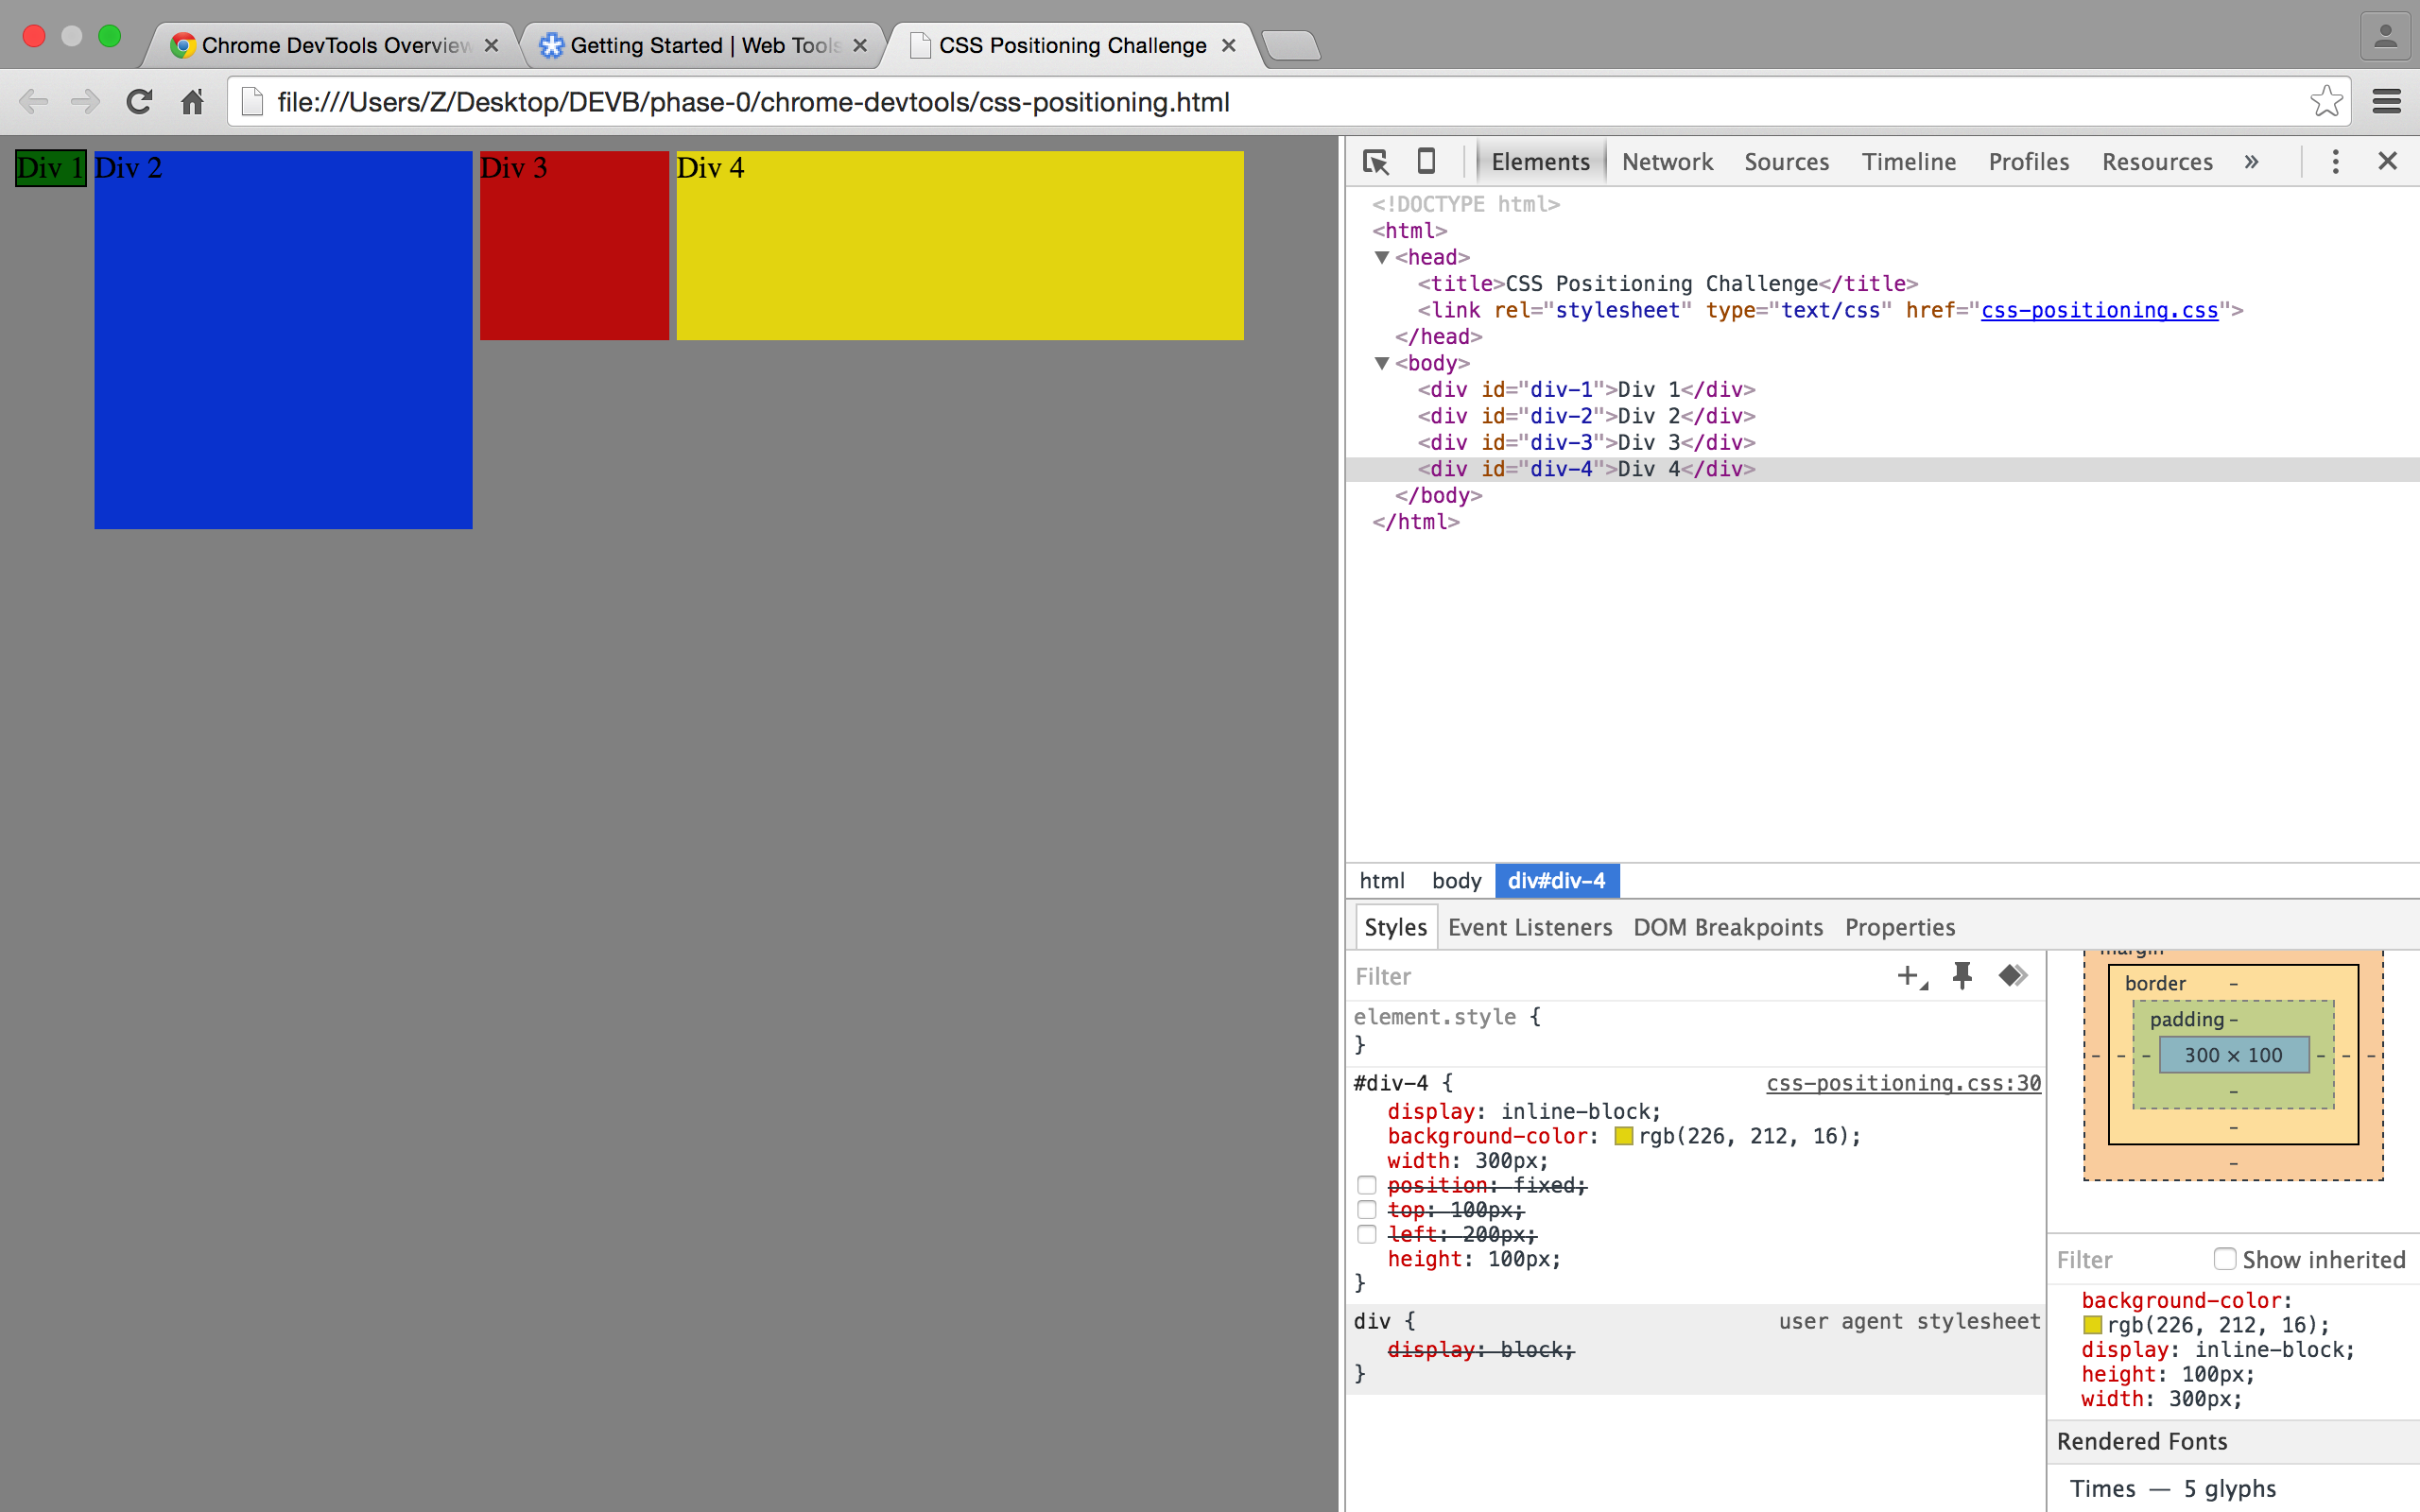 Chrome DevTools Overview
Getting Started | Web Tools
CSS Positioning Challenge
file:///Users/Z/Desktop/DEVB/phase-0/chrome-devtools/css-positioning.html
Div 1 Div 2 Div 3 Div 4
Elements Network Sources Timeline Profiles Resources »
<!DOCTYPE html>
<html>
<head>
<title>CSS Positioning Challenge</title>
<link rel="stylesheet" type="text/css" href="css-positioning.css">
</head>
<body>
<div id="div-1">Div 1</div>
<div id="div-2">Div 2</div>
<div id="div-3">Div 3</div>
<div id="div-4">Div 4</div>
</body>
</html>
html body div#div-4
Styles Event Listeners DOM Breakpoints Properties
Filter
element.style {
}
#div-4 { css-positioning.css:30
display: inline-block;
background-color: rgb(226, 212, 16);
width: 300px;
position: fixed;
top: 100px;
left: 200px;
height: 100px;
}
div { user agent stylesheet
display: block;
}
margin
border –
padding –
– – – 300 × 100 – – –
–
–
–
Filter Show inherited
background-color:
rgb(226, 212, 16);
display: inline-block;
height: 100px;
width: 300px;
Rendered Fonts
Times — 5 glyphs